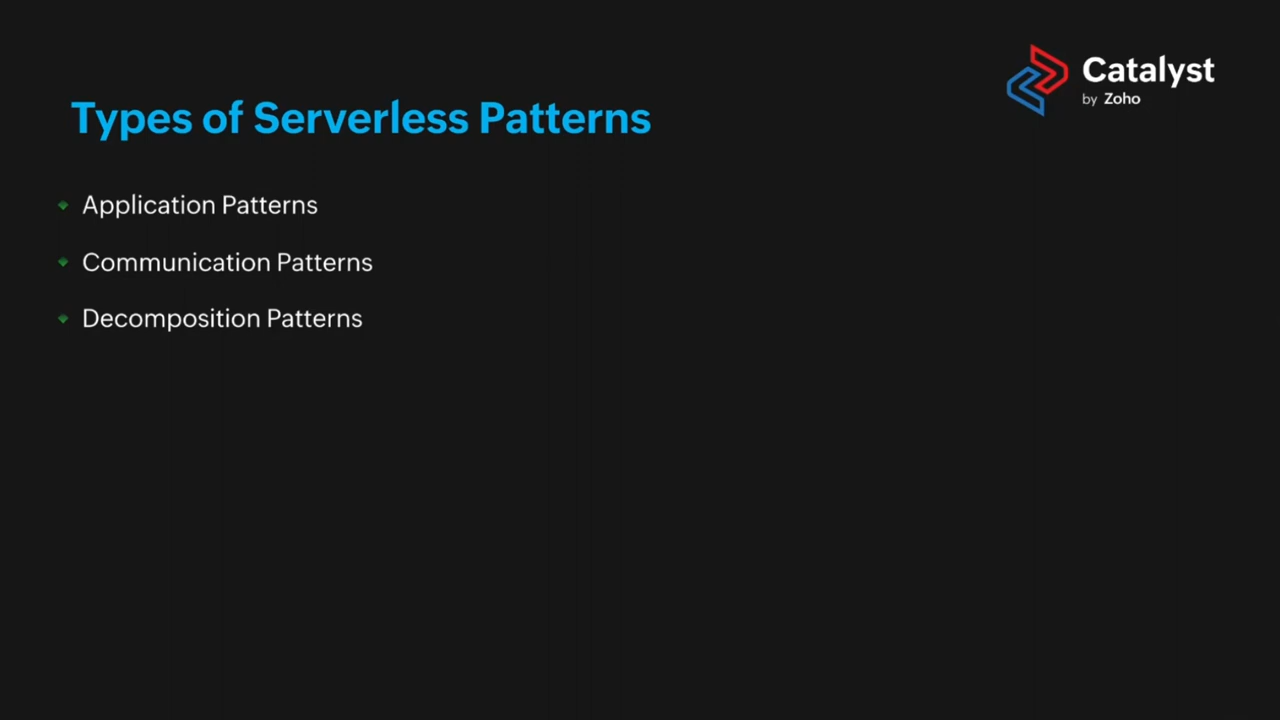 Catalyst
by Zoho
Types of Serverless Patterns
Application Patterns
Communication Patterns
Decomposition Patterns